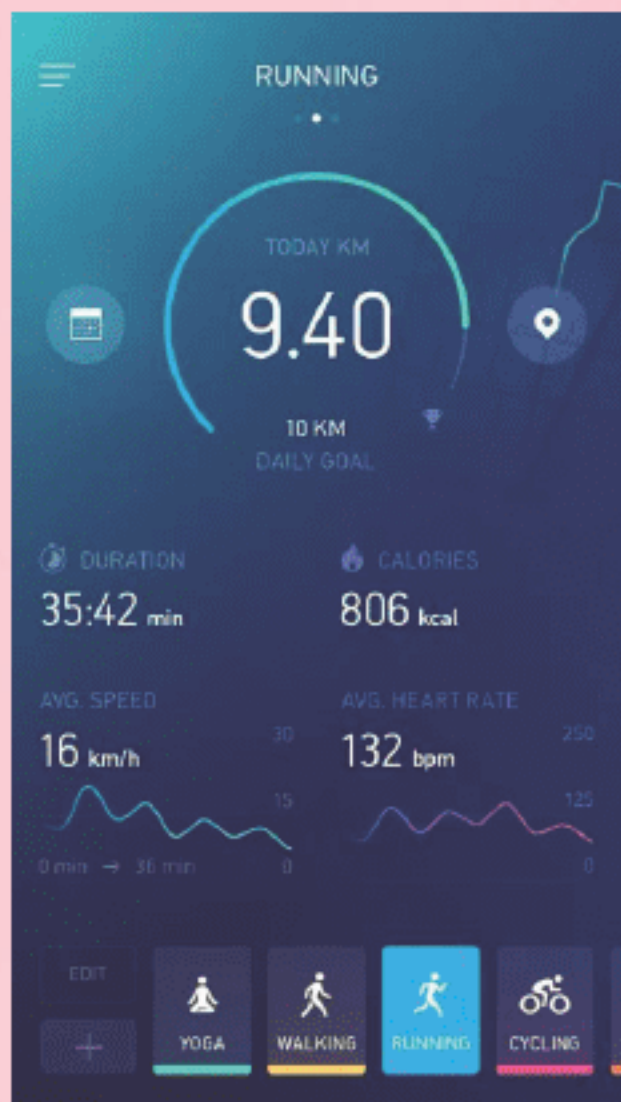 RUNNING
TODAY KM
9.40
10 KM
DAILY GOAL
DURATION
CALORIES
35:42 min
806 kcal
AVG. SPEED
AVG. HEART RATE
30
250
16 km/h
132 bpm
15
125
0 min → 36 min
0
0
EDIT
YOGA
WALKING
RUNNING
CYCLING